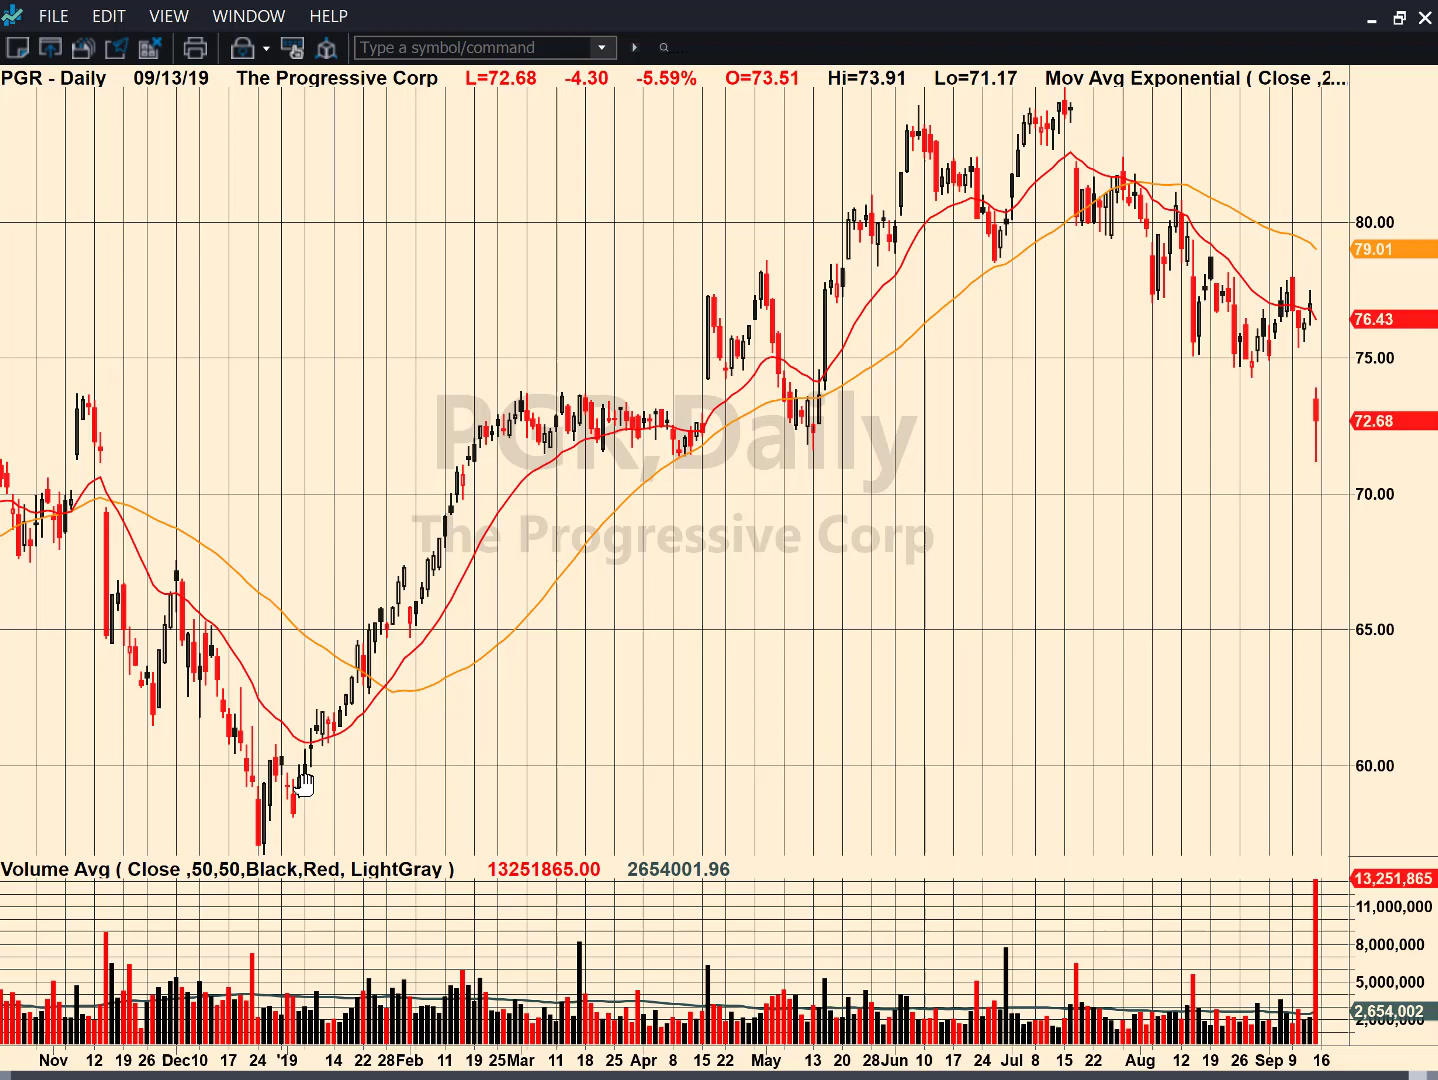 FILE EDIT VIEW WINDOW HELP
Type a symbol/command
PGR - Daily 09/13/19 The Progressive Corp L=72.68 -4.30 -5.59% O=73.51 Hi=73.91 Lo=71.17 Mov Avg Exponential ( Close ,2...
80.00
79.01
76.43
75.00
PGR,Daily
72.68
70.00
The Progressive Corp
65.00
60.00
Volume Avg ( Close ,50,50,Black,Red, LightGray ) 13251865.00 2654001.96
13,251,865
11,000,000
8,000,000
5,000,000
2,654,002
Nov 12 19 26 Dec10 17 24 '19 14 22 28Feb 11 19 25Mar 11 18 25 Apr 8 15 22 May 13 20 28Jun 10 17 24 Jul 8 15 22 Aug 12 19 26 Sep 9 16